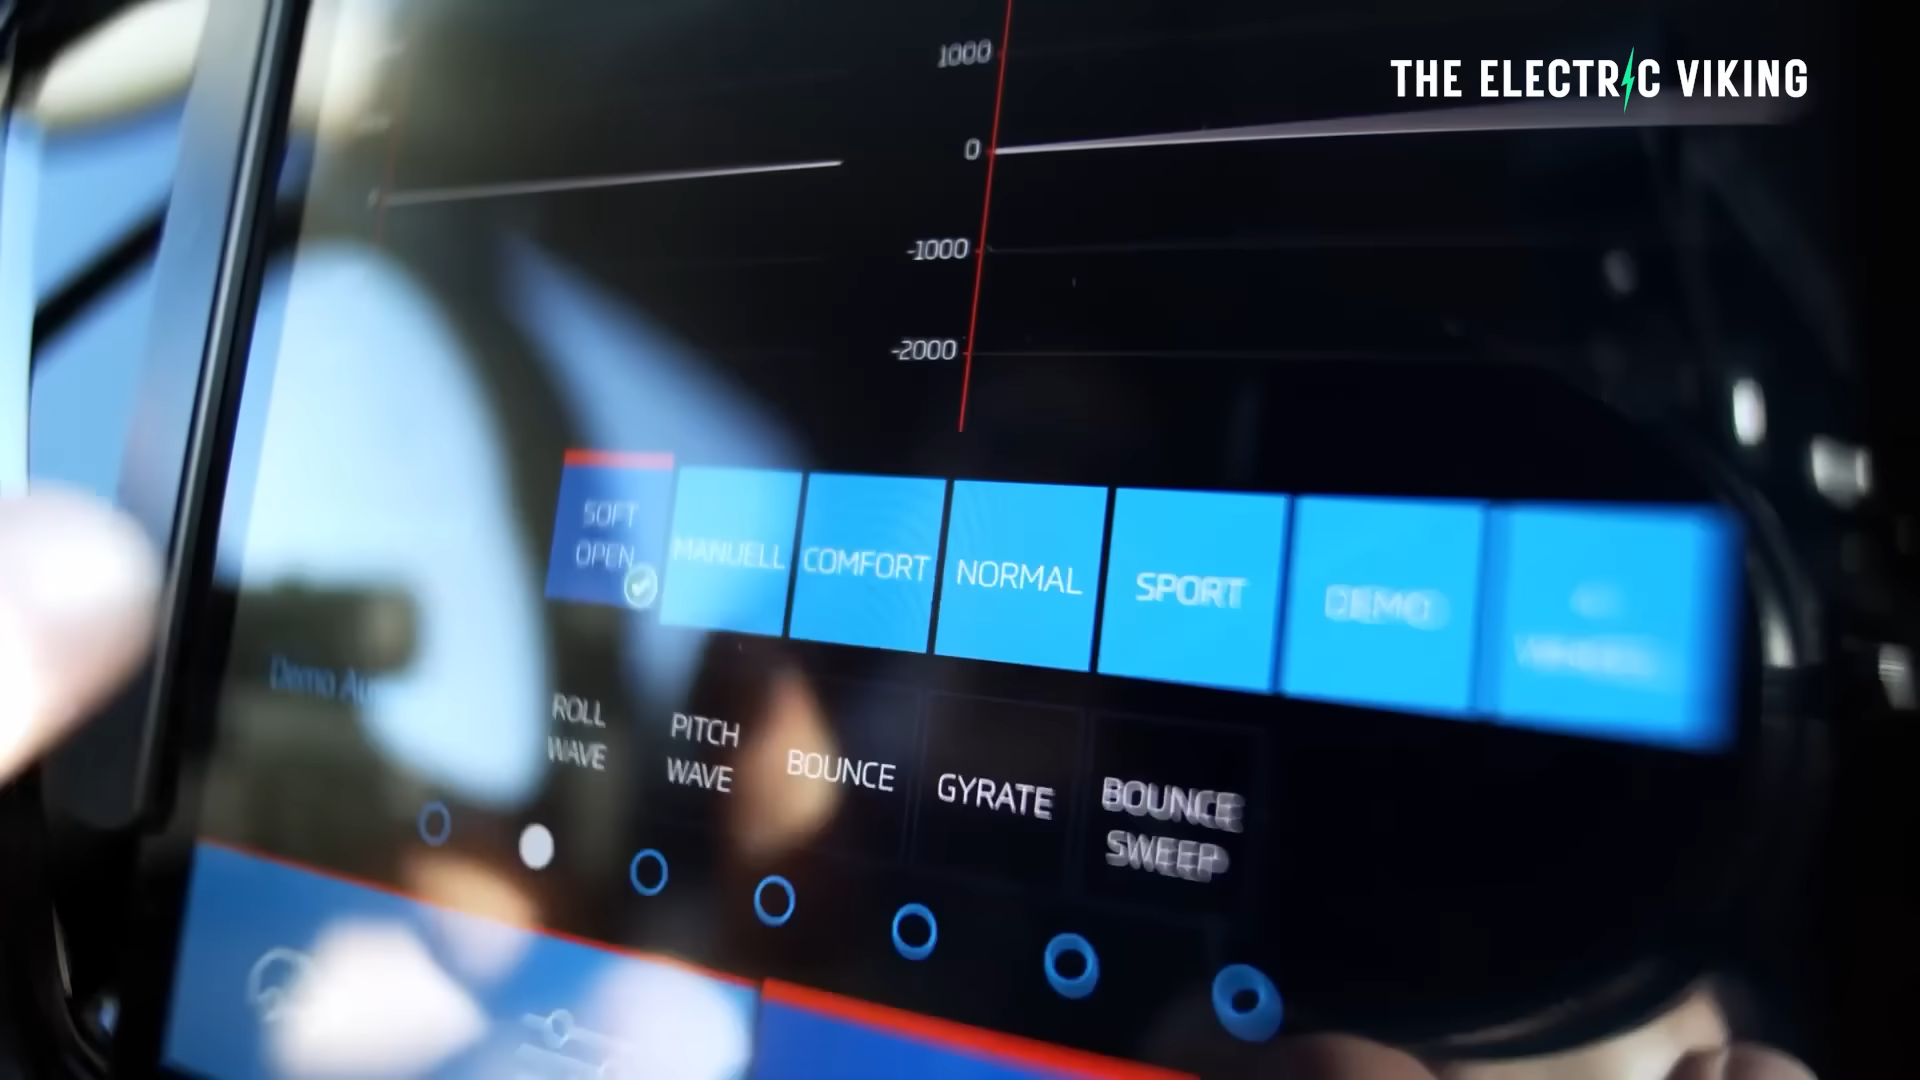 THE ELECTRIC VIKING
1000
0
-1000
-2000
SOFT
OPEN
MANUELL
COMFORT
NORMAL
SPORT
DEMO
Demo
ROLL
WAVE
PITCH
WAVE
BOUNCE
GYRATE
BOUNCE
SWEEP